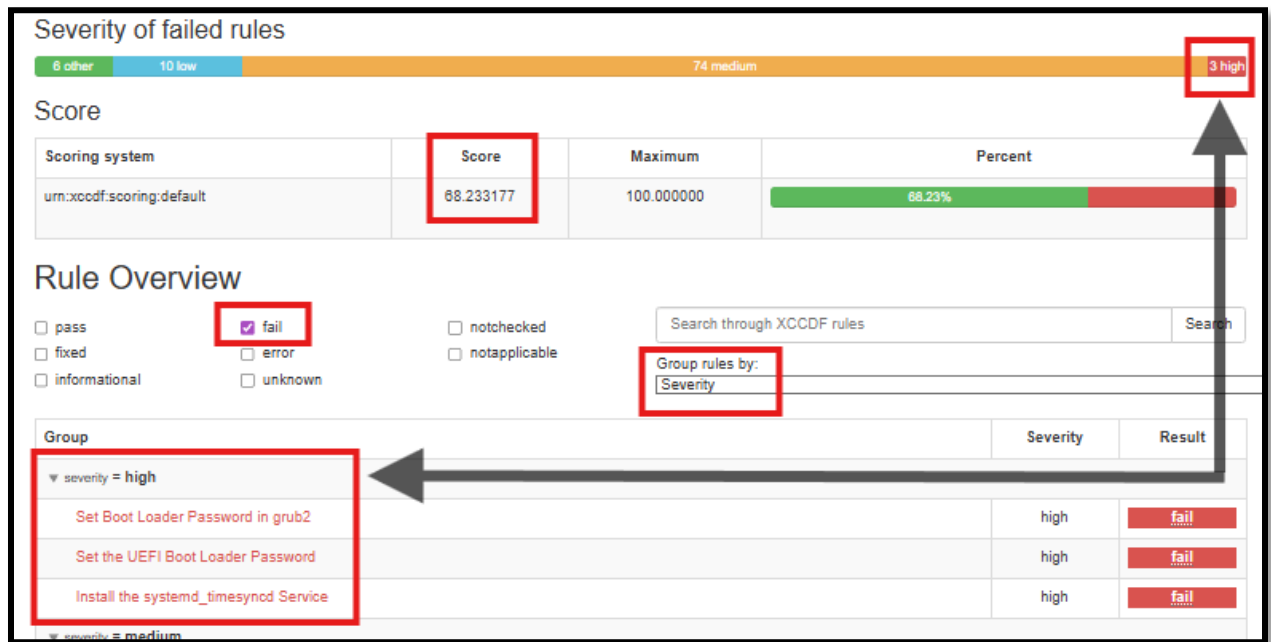 Severity of failed rules
6 other 10 low 74 medium 3 high
Score
Scoring system Score Maximum Percent
urn:xccdf:scoring:default 68.233177 100.000000 68.23%
Rule Overview
pass fail notchecked Search through XCCDF rules Search
fixed error notapplicable Group rules by:
informational unknown Severity
Group Severity Result
severity = high
Set Boot Loader Password in grub2 high fail
Set the UEFI Boot Loader Password high fail
Install the systemd_timesyncd Service high fail
severity = medium